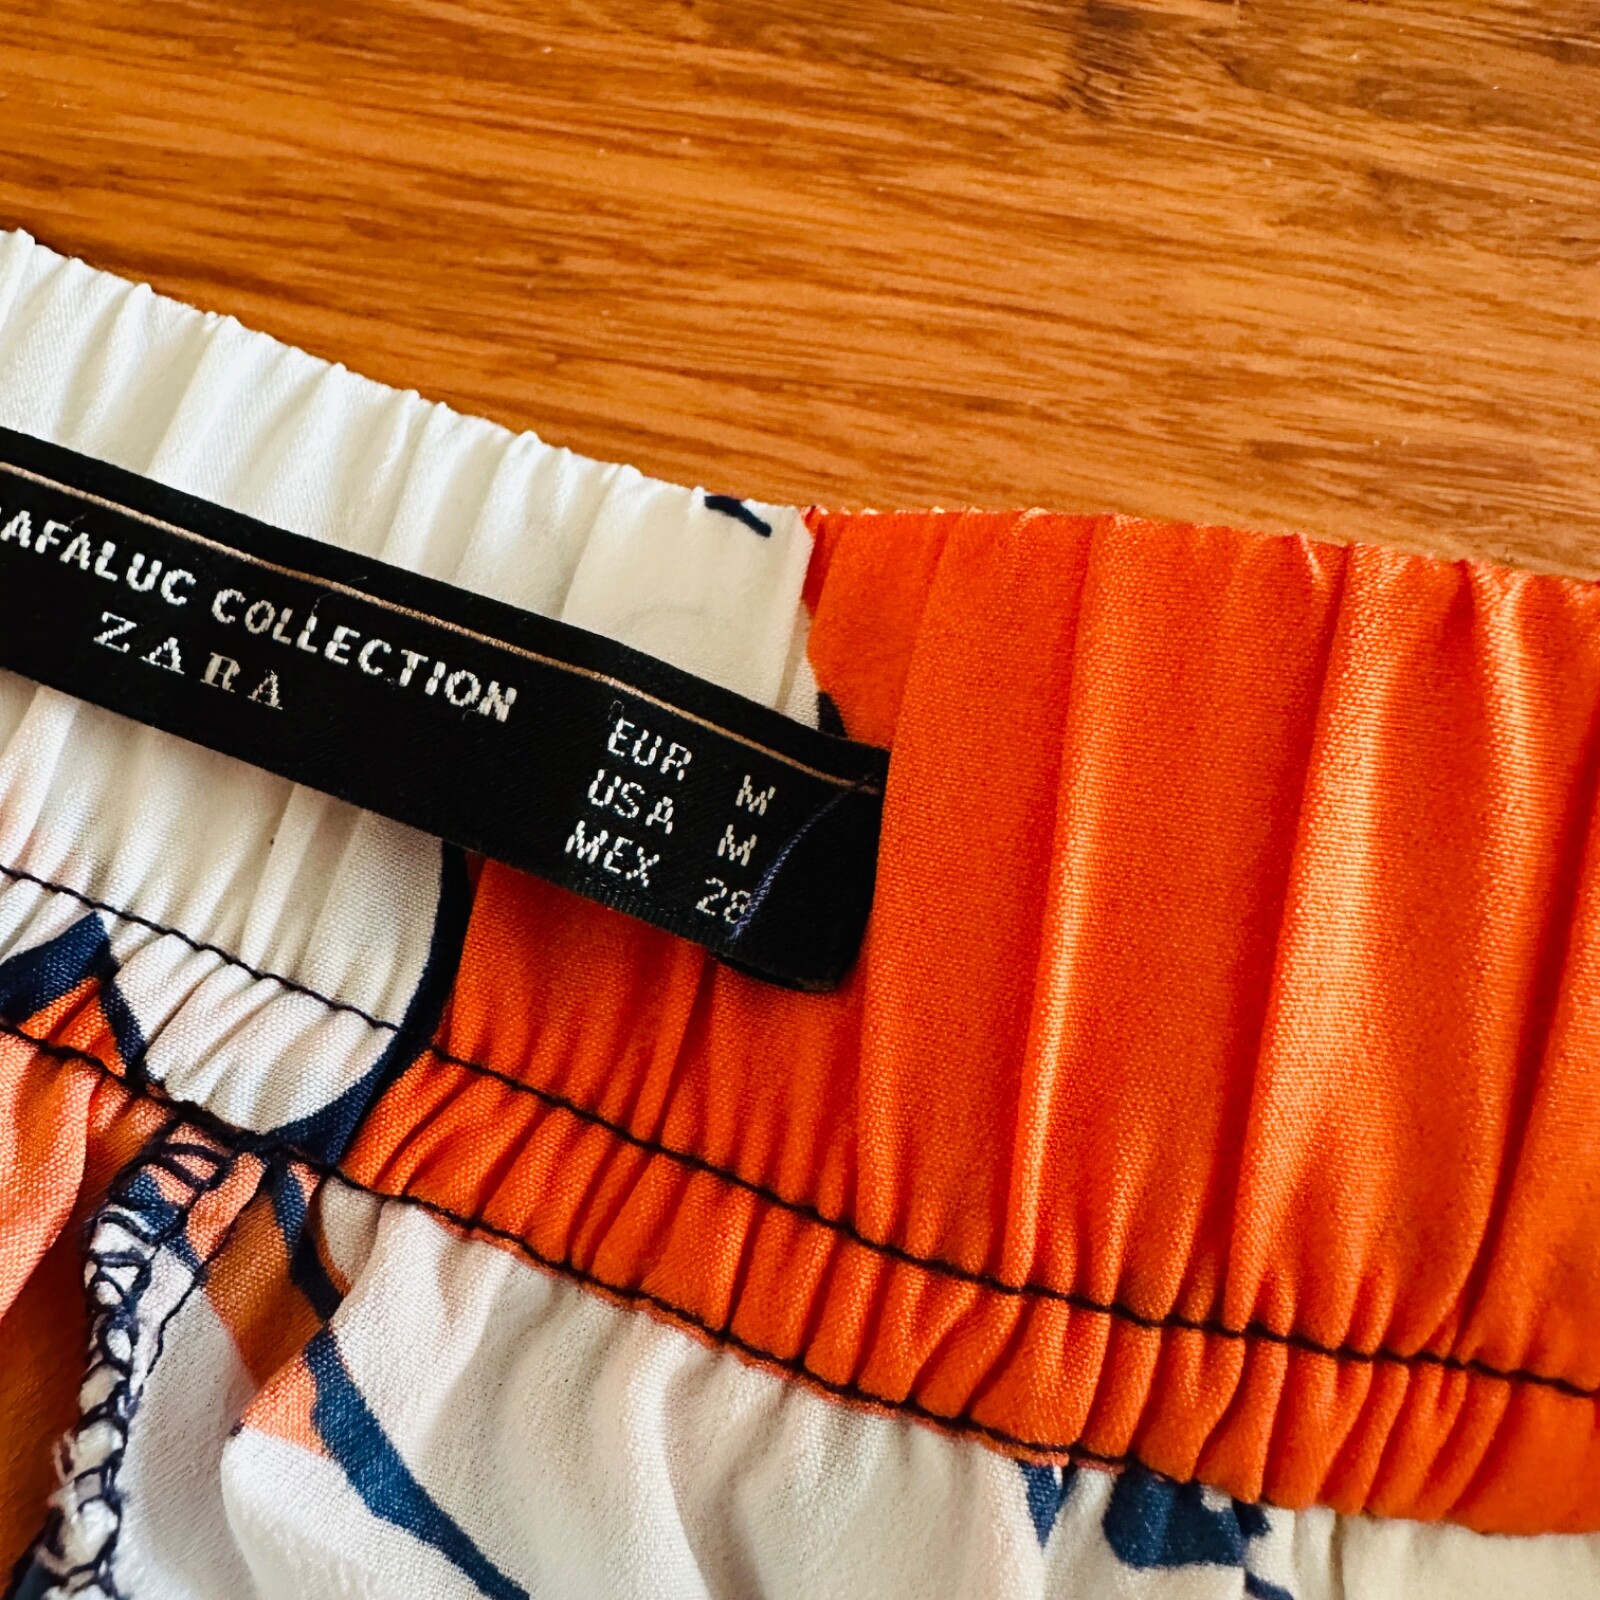 AFALUC COLLECTION
ZARA
EUR M
USA M
MEX 28